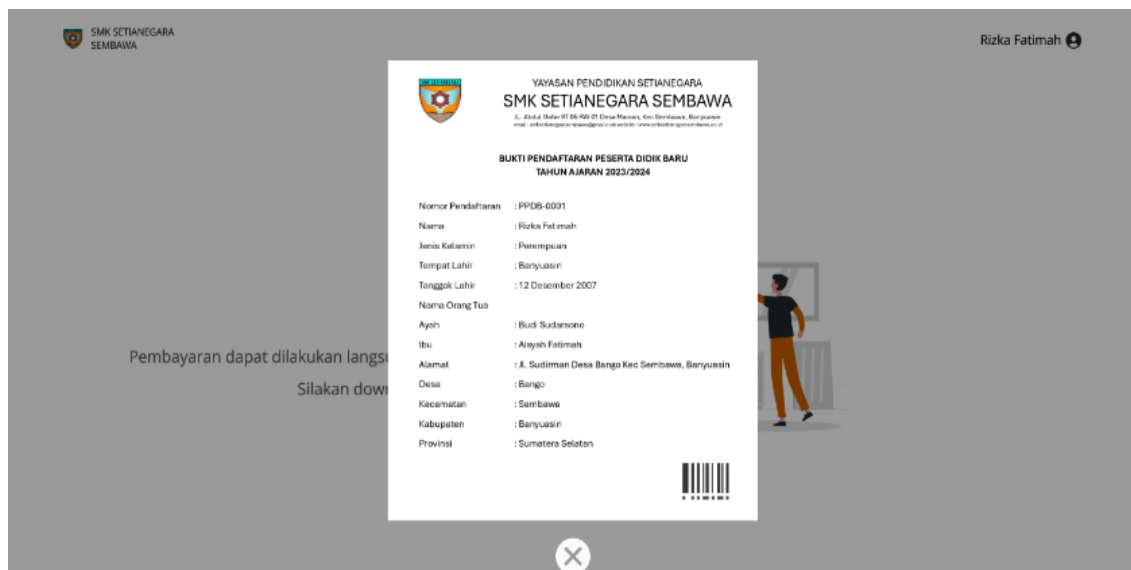 SMK SETIANEGARA
SEMBAWA
Rizka Fatimah
YAYASAN PENDIDIKAN SETIANEGARA
SMK SETIANEGARA SEMBAWA
BUKTI PENDAFTARAN PESERTA DIDIK BARU
TAHUN AJARAN 2023/2024
Nomor Pendaftaran : PPDB-0001
Nama : Rizka Fatimah
Jenis Kelamin : Perempuan
Tempat Lahir : Banyuasin
Tanggak Lahir : 12 Desember 2007
Nama Orang Tua
Ayah : Budi Sudarsono
Ibu : Aisyah Fatimah
Pembayaran dapat dilakukan langsu
Alamat : Jl. Sudirman Desa Bango Kec Sembawa, Banyuasin
Desa : Bango
Silakan dow
Kecamatan : Sembawa
Kabupaten : Banyuasin
Provinsi : Sumatera Selatan